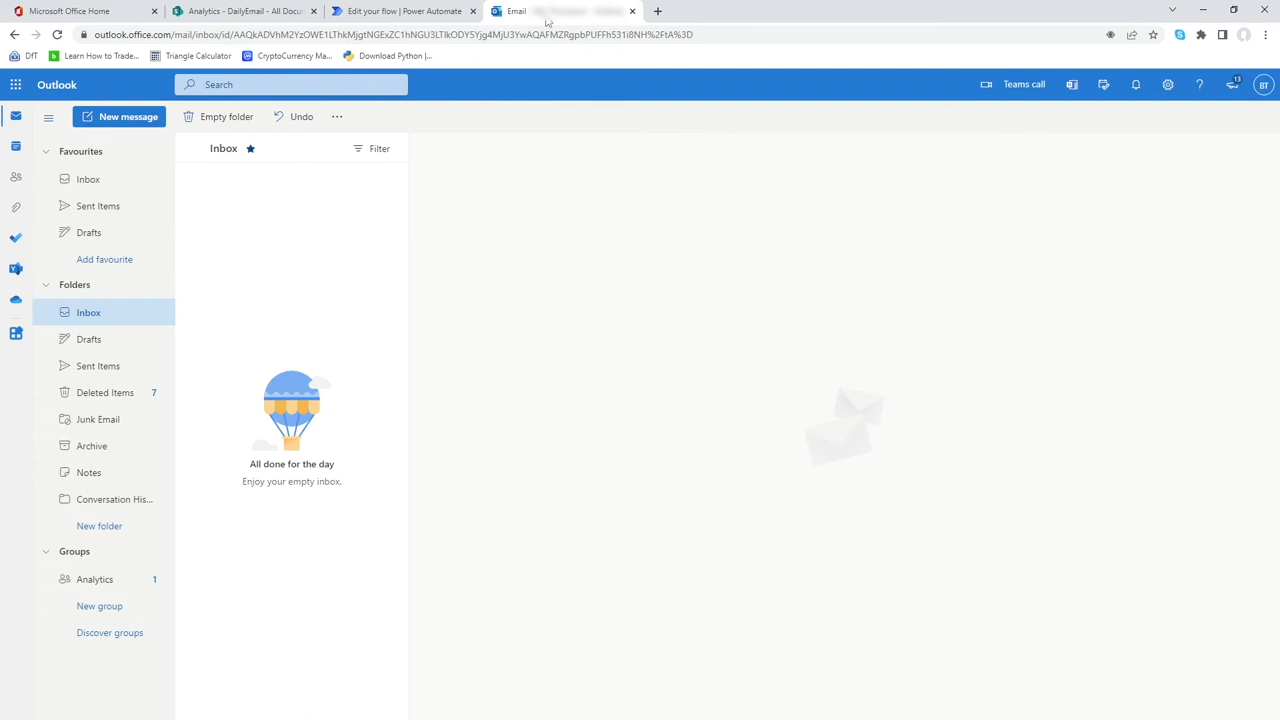 Microsoft Office Home
Analytics - DailyEmail - All Docu
Edit your flow | Power Automate
Email
outlook.office.com/mail/inbox/id/AAQkADVhM2YzOWE1LThkMjgtNGExZC1hNGU3LTlkODY5Yjg4MjU3YwAQAFMZRgpbPUFFh531i8NH%2FtA%3D
DfT
Learn How to Trade...
Triangle Calculator
CryptoCurrency Ma...
Download Python |...
Outlook
Search
Teams call
13
BT
New message
Empty folder
Undo
Favourites
Inbox
Filter
Inbox
Sent Items
Drafts
Add favourite
Folders
Inbox
Drafts
Sent Items
Deleted Items 7
Junk Email
Archive
All done for the day
Notes
Enjoy your empty inbox.
Conversation His...
New folder
Groups
Analytics 1
New group
Discover groups